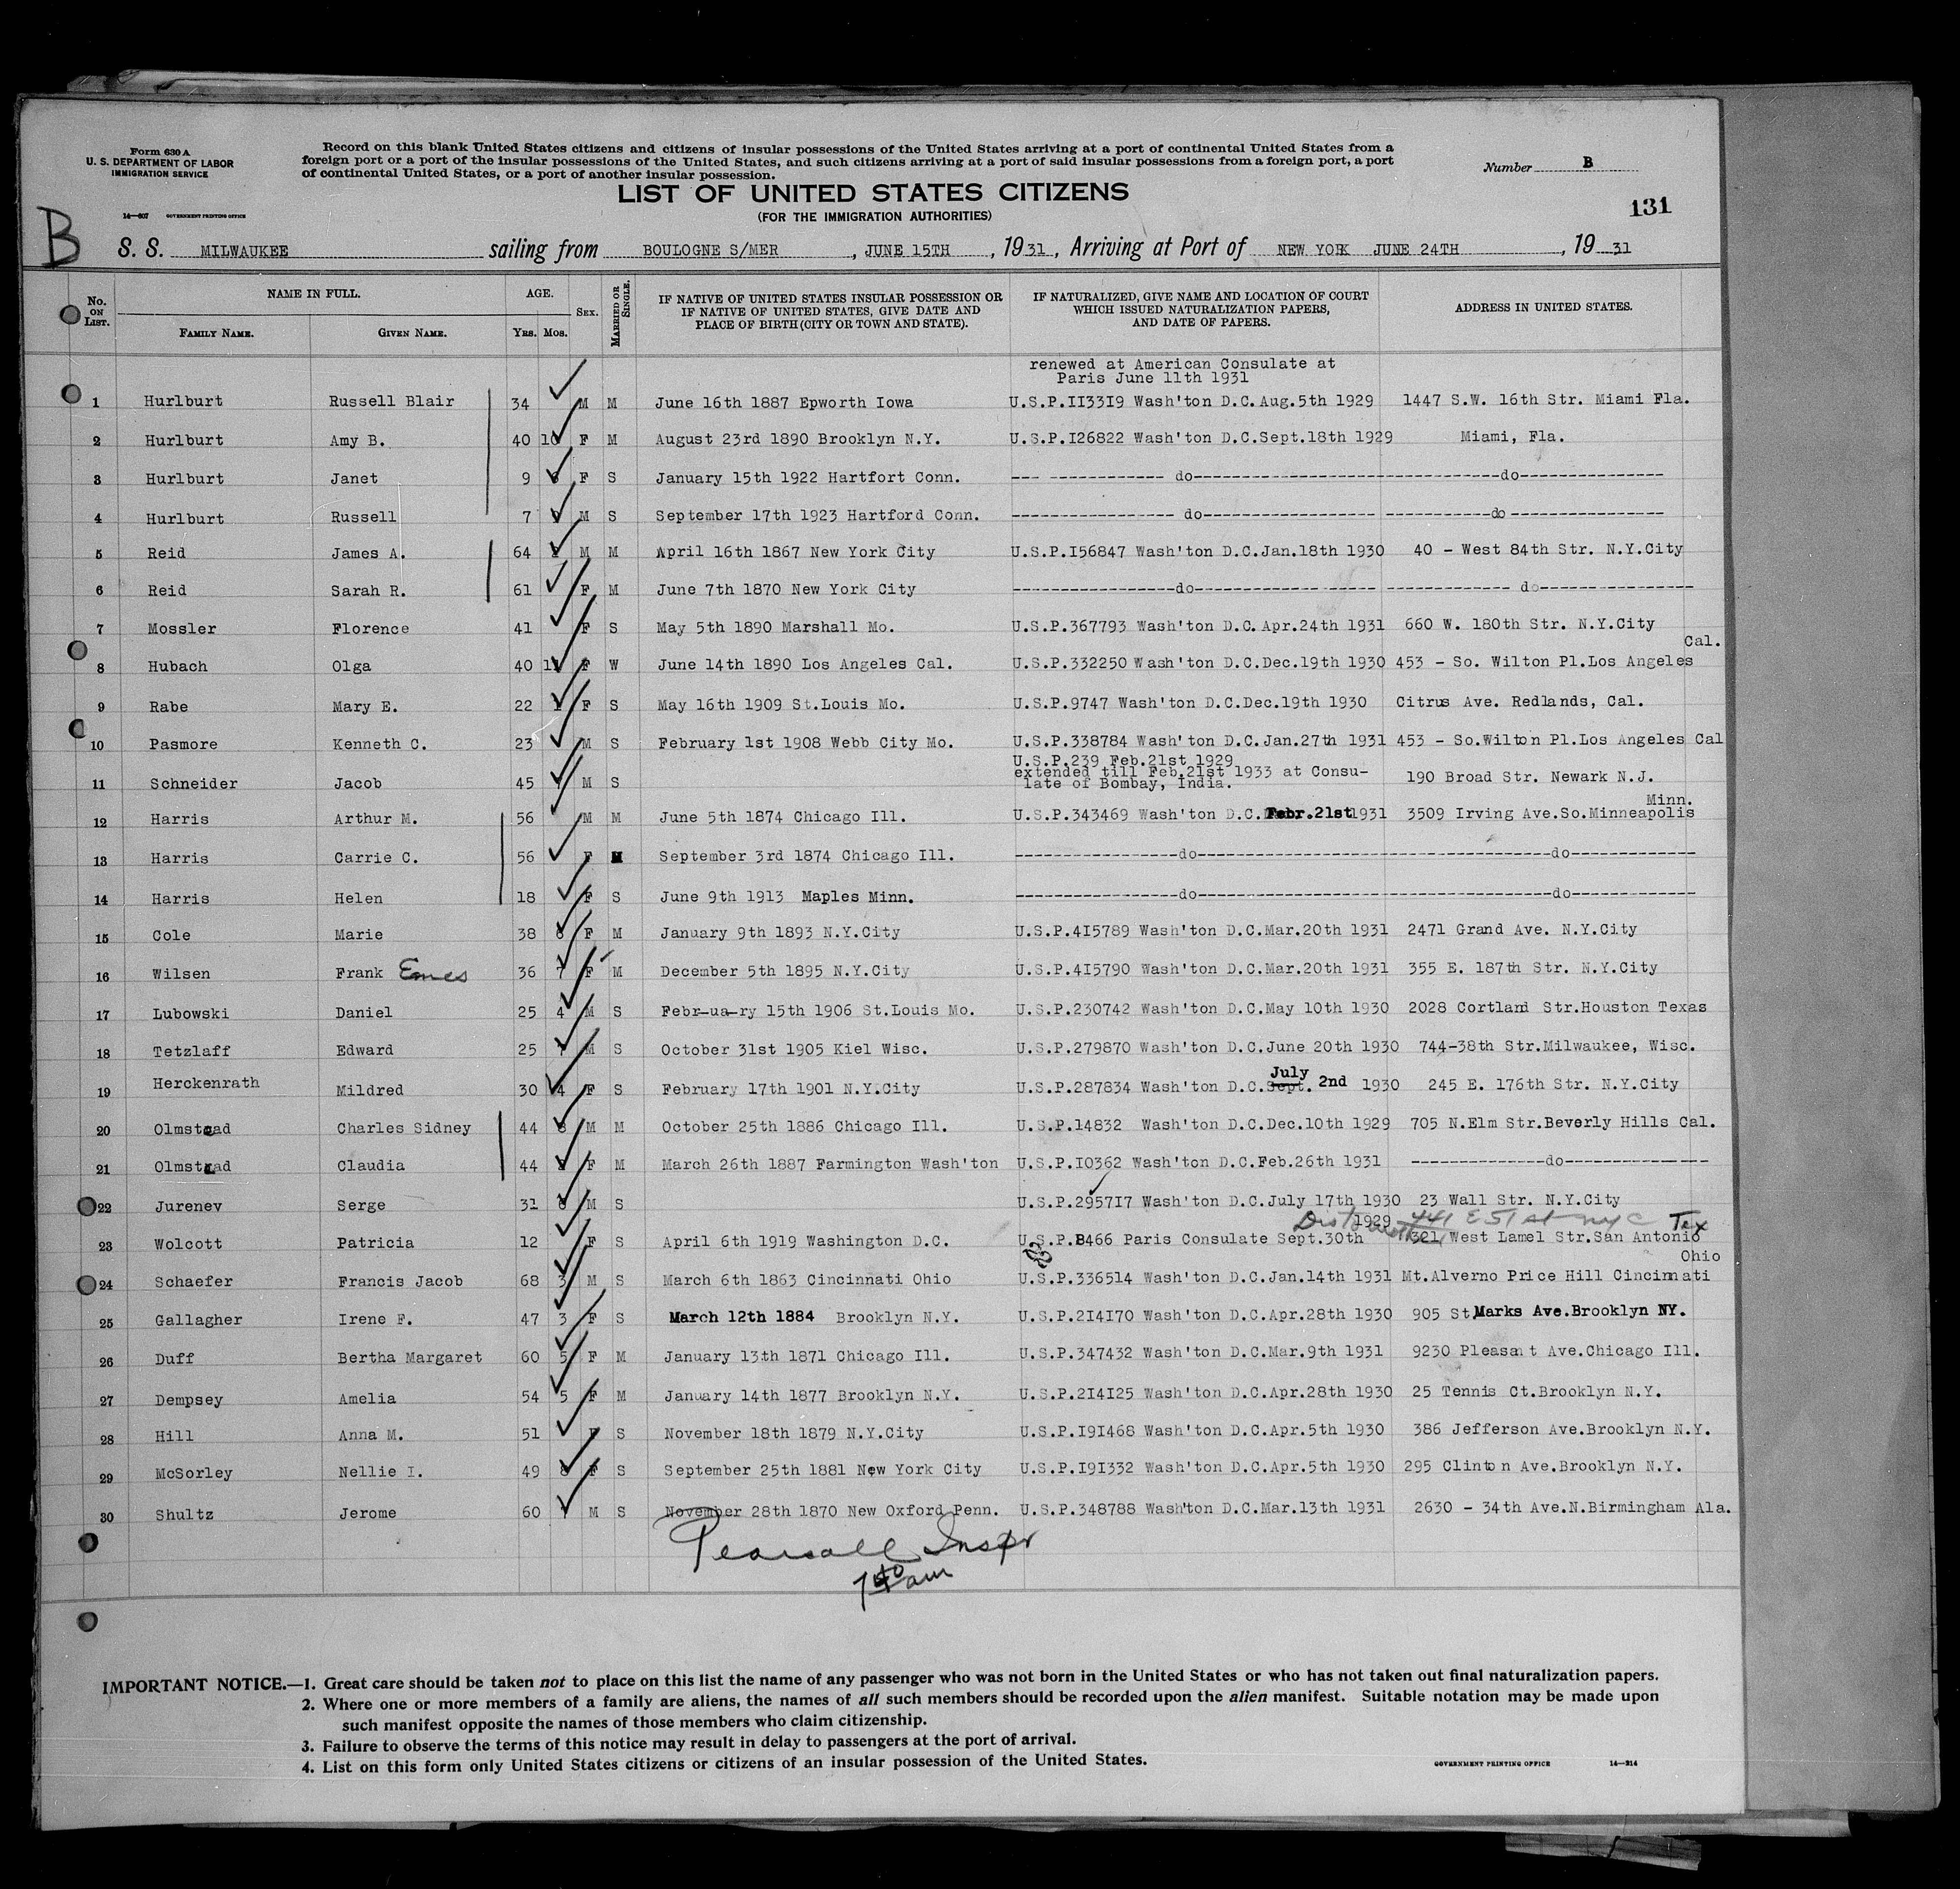 Form 630 A
U. S. DEPARTMENT OF LABOR
IMMIGRATION SERVICE
14—607 GOVERNMENT PRINTING OFFICE
Record on this blank United States citizens and citizens of insular possessions of the United States arriving at a port of continental United States from a
foreign port or a port of the insular possessions of the United States, and such citizens arriving at a port of said insular possessions from a foreign port, a port
of continental United States, or a port of another insular possession.
Number B
LIST OF UNITED STATES CITIZENS
(FOR THE IMMIGRATION AUTHORITIES)
131
B
S. S. MILWAUKEE sailing from BOULOGNE S/MER, JUNE 15TH, 1931, Arriving at Port of NEW YORK JUNE 24TH, 19 31
No. ON LIST. NAME IN FULL. FAMILY NAME. GIVEN NAME. AGE. YRS. MOS. SEX. MARRIED OR SINGLE. IF NATIVE OF UNITED STATES INSULAR POSSESSION OR IF NATIVE OF UNITED STATES, GIVE DATE AND PLACE OF BIRTH (CITY OR TOWN AND STATE). IF NATURALIZED, GIVE NAME AND LOCATION OF COURT WHICH ISSUED NATURALIZATION PAPERS, AND DATE OF PAPERS. ADDRESS IN UNITED STATES.
renewed at American Consulate at
Paris June 11th 1931
1 Hurlburt Russell Blair 34 M M June 16th 1887 Epworth Iowa U.S.P.II33I9 Wash'ton D.C.Aug.5th 1929 1447 S.W. 16th Str. Miami Fla.
2 Hurlburt Amy B. 40 10 F M August 23rd 1890 Brooklyn N.Y. U.S.P.I26822 Wash'ton D.C.Sept.18th 1929 Miami, Fla.
3 Hurlburt Janet 9 F S January 15th 1922 Hartfort Conn. --- ------------ do------------------- -----------do---------------
4 Hurlburt Russell 7 M S September 17th 1923 Hartford Conn. ----------------- do------------------ -----------do ----------------
5 Reid James A. 64 2 M M April 16th 1867 New York City U.S.P.I56847 Wash'ton D.C.Jan.18th 1930 40 - West 84th Str. N.Y.City
6 Reid Sarah R. 61 F M June 7th 1870 New York City -----------------do------------------- ------------- do----------------
7 Mossler Florence 41 F S May 5th 1890 Marshall Mo. U.S.P.367793 Wash'ton D.C. Apr.24th 1931 660 W. 180th Str. N.Y.City
Cal.
8 Hubach Olga 40 11 F W June 14th 1890 Los Angeles Cal. U.S.P.332250 Wash'ton D.C.Dec.19th 1930 453 - So. Wilton Pl.Los Angeles
9 Rabe Mary E. 22 1 F S May 16th 1909 St.Louis Mo. U.S.P.9747 Wash'ton D.C.Dec.19th 1930 Citrus Ave. Redlands, Cal.
10 Pasmore Kenneth C. 23 M S February 1st 1908 Webb City Mo. U.S.P.338784 Wash'ton D.C.Jan.27th 1931 453 - So.Wilton Pl.Los Angeles Cal
U.S.P.239 Feb.21st 1929
extended till Feb.21st 1933 at Consu-
11 Schneider Jacob 45 M S late of Bombay, India. 190 Broad Str. Newark N.J.
Minn.
12 Harris Arthur M. 56 M M June 5th 1874 Chicago Ill. U.S.P.343469 Wash'ton D.C. Febr.21st1931 3509 Irving Ave.So.Minneapolis
13 Harris Carrie C. 56 F M September 3rd 1874 Chicago Ill. -----------------do------------------- -----------------do-------------
14 Harris Helen 18 F S June 9th 1913 Maples Minn. -----------------do------------------- -----------------do-------------
15 Cole Marie 38 F M January 9th 1893 N.Y.City U.S.P.4I5789 Wash'ton D.C.Mar.20th 1931 2471 Grand Ave. N.Y.City
16 Wilsen Frank 36 7 F M December 5th 1895 N.Y.City U.S.P.4I5790 Wash'ton D.C.Mar.20th 1931 355 E. 187th Str. N.Y.City
17 Lubowski Daniel 25 4 M S Febr-ua-ry 15th 1906 St.Louis Mo. U.S.P.230742 Wash'ton D.C.May 10th 1930 2028 Cortland Str.Houston Texas
18 Tetzlaff Edward 25 7 M S October 31st 1905 Kiel Wisc. U.S.P.279870 Wash'ton D.C.June 20th 1930 744-38th Str.Milwaukee, Wisc.
July
19 Herckenrath Mildred 30 4 F S February 17th 1901 N.Y.City U.S.P.287834 Wash'ton D.C.Sept. 2nd 1930 245 E. 176th Str. N.Y.City
20 Olmstead Charles Sidney 44 8 M M October 25th 1886 Chicago Ill. U.S.P.14832 Wash'ton D.C.Dec.10th 1929 705 N.Elm Str.Beverly Hills Cal.
21 Olmstead Claudia 44 F M March 26th 1887 Farmington Wash'ton U.S.P.I0362 Wash'ton D.C.Feb.26th 1931 --------------do---------------
22 Jurenev Serge 31 M S U.S.P.2957I7 Wash'ton D.C.July 17th 1930 23 Wall Str. N.Y.City
1929 441 E 51 st NYC Tex
23 Wolcott Patricia 12 F S April 6th 1919 Washington D.C. U.S.P.B466 Paris Consulate Sept.30th 321 West Lamel Str.San Antonio
Ohio
24 Schaefer Francis Jacob 68 3 M S March 6th 1863 Cincinnati Ohio U.S.P.336514 Wash'ton D.C.Jan.14th 1931 Mt.Alverno Price Hill Cincinnati
25 Gallagher Irene F. 47 3 F S March 12th 1884 Brooklyn N.Y. U.S.P.2I4I70 Wash'ton D.C.Apr.28th 1930 905 St.Marks Ave.Brooklyn NY.
26 Duff Bertha Margaret 60 5 F M January 13th 1871 Chicago Ill. U.S.P.347432 Wash'ton D.C.Mar.9th 1931 9230 Pleasant Ave.Chicago Ill.
27 Dempsey Amelia 54 5 F M January 14th 1877 Brooklyn N.Y. U.S.P.2I4I25 Wash'ton D.C.Apr.28th 1930 25 Tennis Ct.Brooklyn N.Y.
28 Hill Anna M. 51 F S November 18th 1879 N.Y.City U.S.P.I9I468 Wash'ton D.C.Apr.5th 1930 386 Jefferson Ave.Brooklyn N.Y.
29 McSorley Nellie I. 49 8 F S September 25th 1881 New York City U.S.P.I9I332 Wash'ton D.C.Apr.5th 1930 295 Clinton Ave.Brooklyn N.Y.
30 Shultz Jerome 60 7 M S November 28th 1870 New Oxford Penn. U.S.P.348788 Wash'ton D.C.Mar.13th 1931 2630 - 34th Ave.N.Birmingham Ala.
Pearsall Inspr
7 40 am
IMPORTANT NOTICE.—1. Great care should be taken not to place on this list the name of any passenger who was not born in the United States or who has not taken out final naturalization papers.
2. Where one or more members of a family are aliens, the names of all such members should be recorded upon the alien manifest. Suitable notation may be made upon
such manifest opposite the names of those members who claim citizenship.
3. Failure to observe the terms of this notice may result in delay to passengers at the port of arrival.
4. List on this form only United States citizens or citizens of an insular possession of the United States.
GOVERNMENT PRINTING OFFICE 14—214